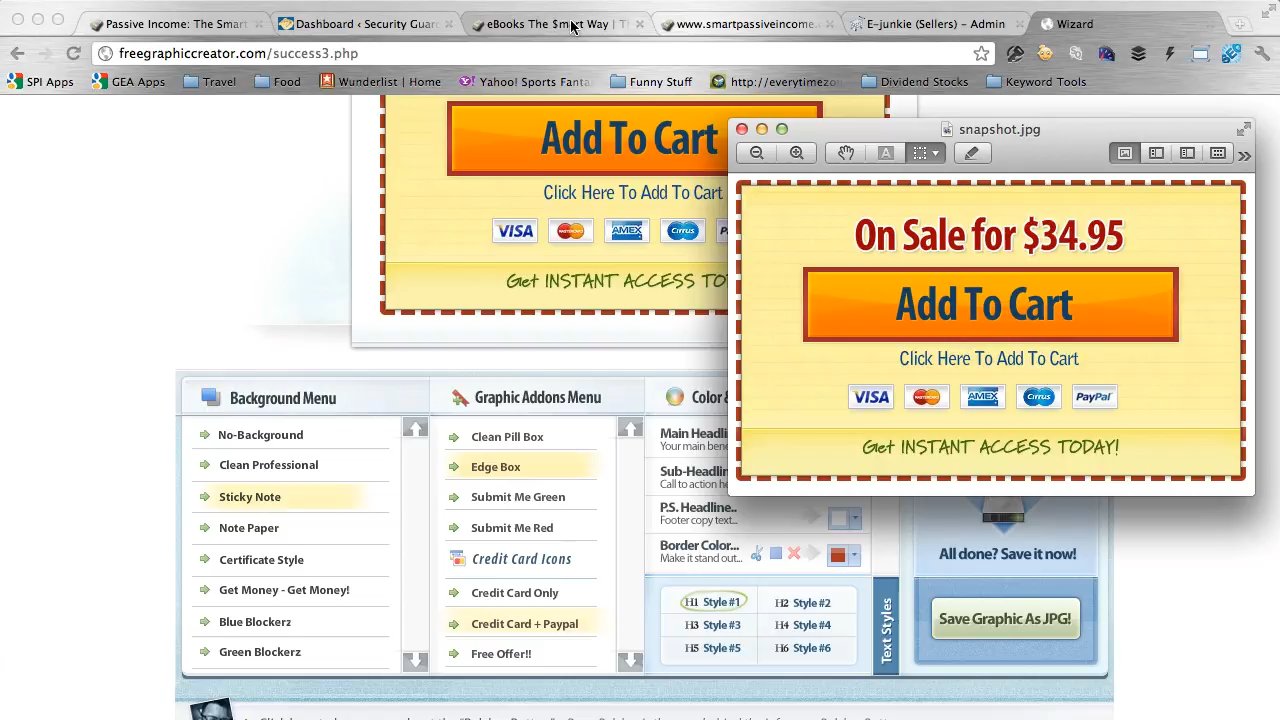 Passive Income: The Smart
Dashboard ‹ Security Guar
eBooks The $mart Way | Th
www.smartpassiveincome.
E-junkie (Sellers) - Admin
Wizard
freegraphiccreator.com/success3.php
SPI Apps
GEA Apps
Travel
Food
Wunderlist | Home
Yahoo! Sports Fanta
Funny Stuff
http://everytimezo
Dividend Stocks
Keyword Tools
Add To Cart
Click Here To Add To Cart
VISA
MASTERCARD
AMEX
Cirrus
Get INSTANT ACCESS TO
snapshot.jpg
On Sale for $34.95
Add To Cart
Click Here To Add To Cart
VISA
MASTERCARD
AMEX
Cirrus
PayPal
Get INSTANT ACCESS TODAY!
Background Menu
No-Background
Clean Professional
Sticky Note
Note Paper
Certificate Style
Get Money - Get Money!
Blue Blockerz
Green Blockerz
Graphic Addons Menu
Clean Pill Box
Edge Box
Submit Me Green
Submit Me Red
Credit Card Icons
Credit Card Only
Credit Card + Paypal
Free Offer!!
Color &
Main Headli
Your main bene
Sub-Headlin
Call to action he
P.S. Headline..
Footer copy text...
Border Color...
Make it stand out...
H1 Style #1
H2 Style #2
H3 Style #3
H4 Style #4
H5 Style #5
H6 Style #6
Text Styles
All done? Save it now!
Save Graphic As JPG!